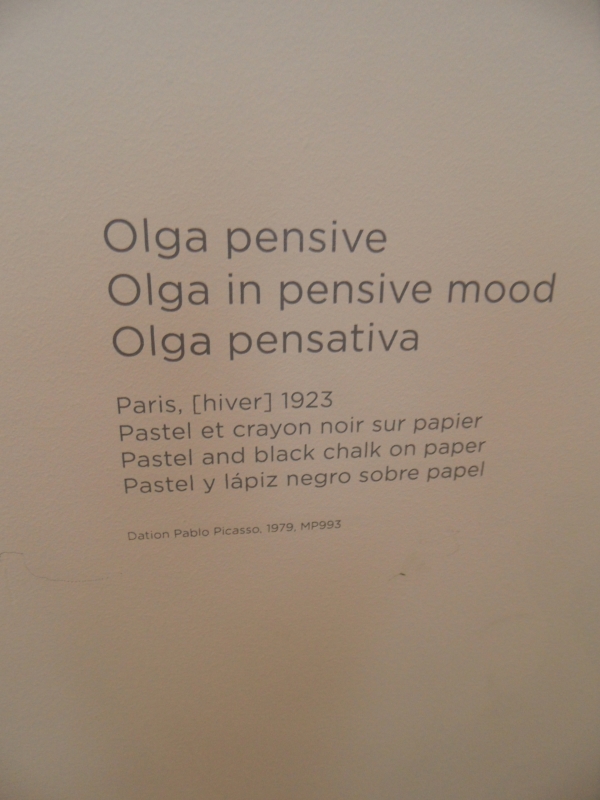 Olga pensive
Olga in pensive mood
Olga pensativa
Paris, [hiver] 1923
Pastel et crayon noir sur papier
Pastel and black chalk on paper
Pastel y lápiz negro sobre papel
Dation Pablo Picasso, 1979, MP993